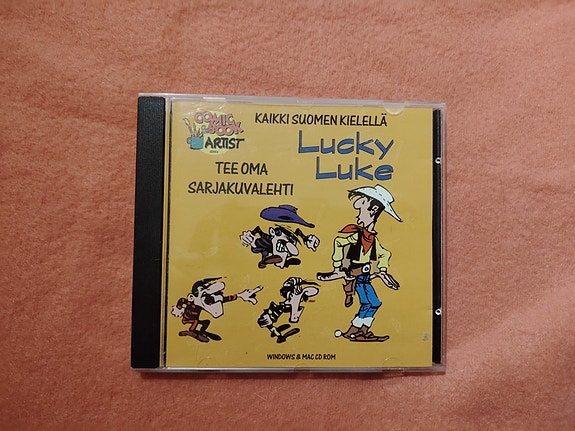 COMIC
BOOK
ARTIST
KAIKKI SUOMEN KIELELLÄ
Lucky
Luke
TEE OMA
SARJAKUVALEHTI
WINDOWS & MAC CD ROM